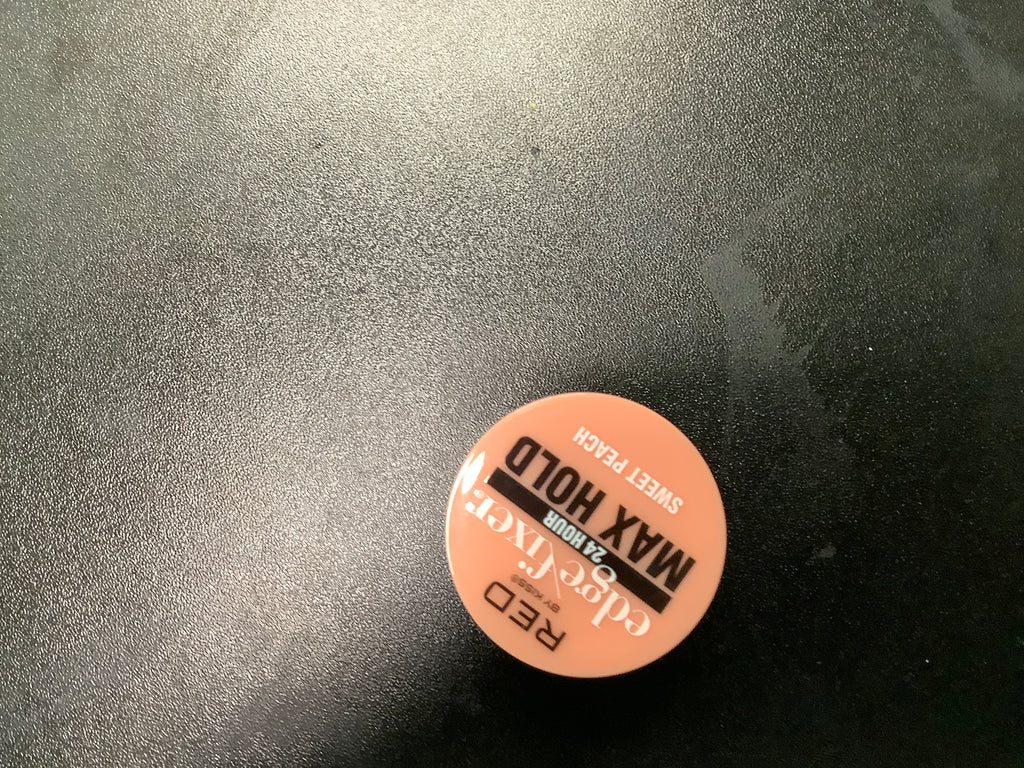 RED
BY KISS®
edge fixer
24 HOUR
MAX HOLD
SWEET PEACH